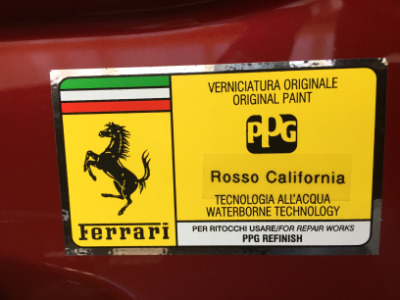 VERNICIATURA ORIGINALE
ORIGINAL PAINT
PPG
Rosso California
TECNOLOGIA ALL'ACQUA
WATERBORNE TECHNOLOGY
Ferrari
PER RITOCCHI USARE/FOR REPAIR WORKS
PPG REFINISH